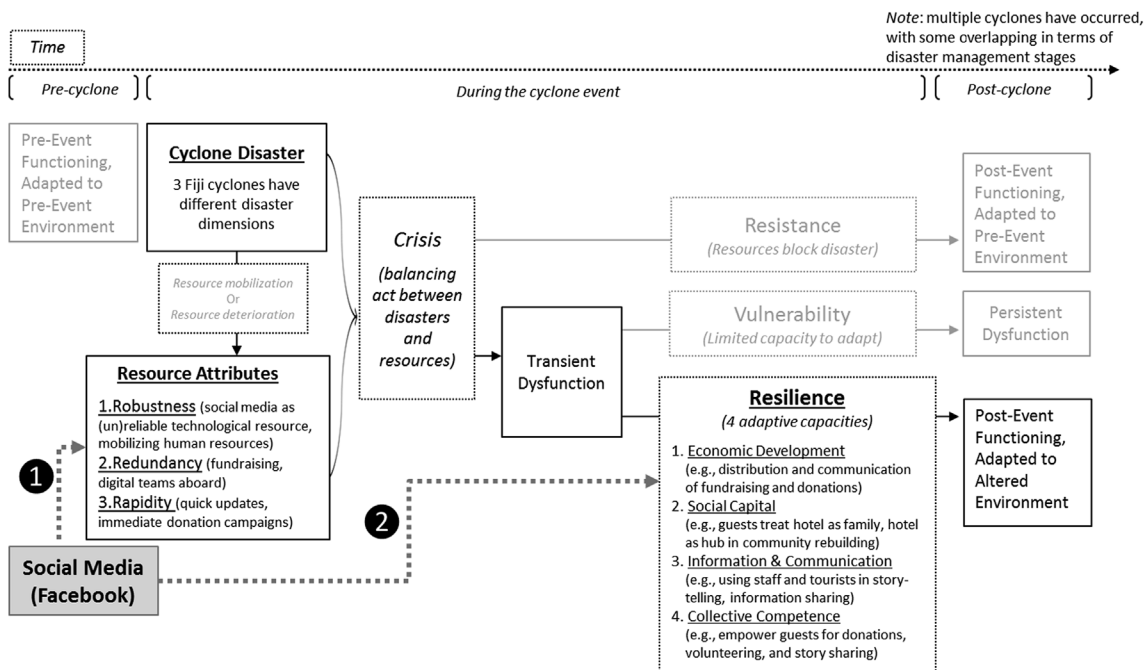 Note: multiple cyclones have occurred,
with some overlapping in terms of
disaster management stages
Time
Pre-cyclone
During the cyclone event
Post-cyclone
Pre-Event
Functioning,
Adapted to
Pre-Event
Environment
Cyclone Disaster
3 Fiji cyclones have
different disaster
dimensions
Resource mobilization
Or
Resource deterioration
Resource Attributes
1.Robustness (social media as
(un)reliable technological resource,
mobilizing human resources)
2.Redundancy (fundraising,
digital teams aboard)
3.Rapidity (quick updates,
immediate donation campaigns)
1
Social Media
(Facebook)
2
Crisis
(balancing
act between
disasters
and
resources)
Transient
Dysfunction
Resistance
(Resources block disaster)
Vulnerability
(Limited capacity to adapt)
Resilience
(4 adaptive capacities)
1. Economic Development
(e.g., distribution and communication
of fundraising and donations)
2. Social Capital
(e.g., guests treat hotel as family, hotel
as hub in community rebuilding)
3. Information & Communication
(e.g., using staff and tourists in story-
telling, information sharing)
4. Collective Competence
(e.g., empower guests for donations,
volunteering, and story sharing)
Post-Event
Functioning,
Adapted to
Pre-Event
Environment
Persistent
Dysfunction
Post-Event
Functioning,
Adapted to
Altered
Environment